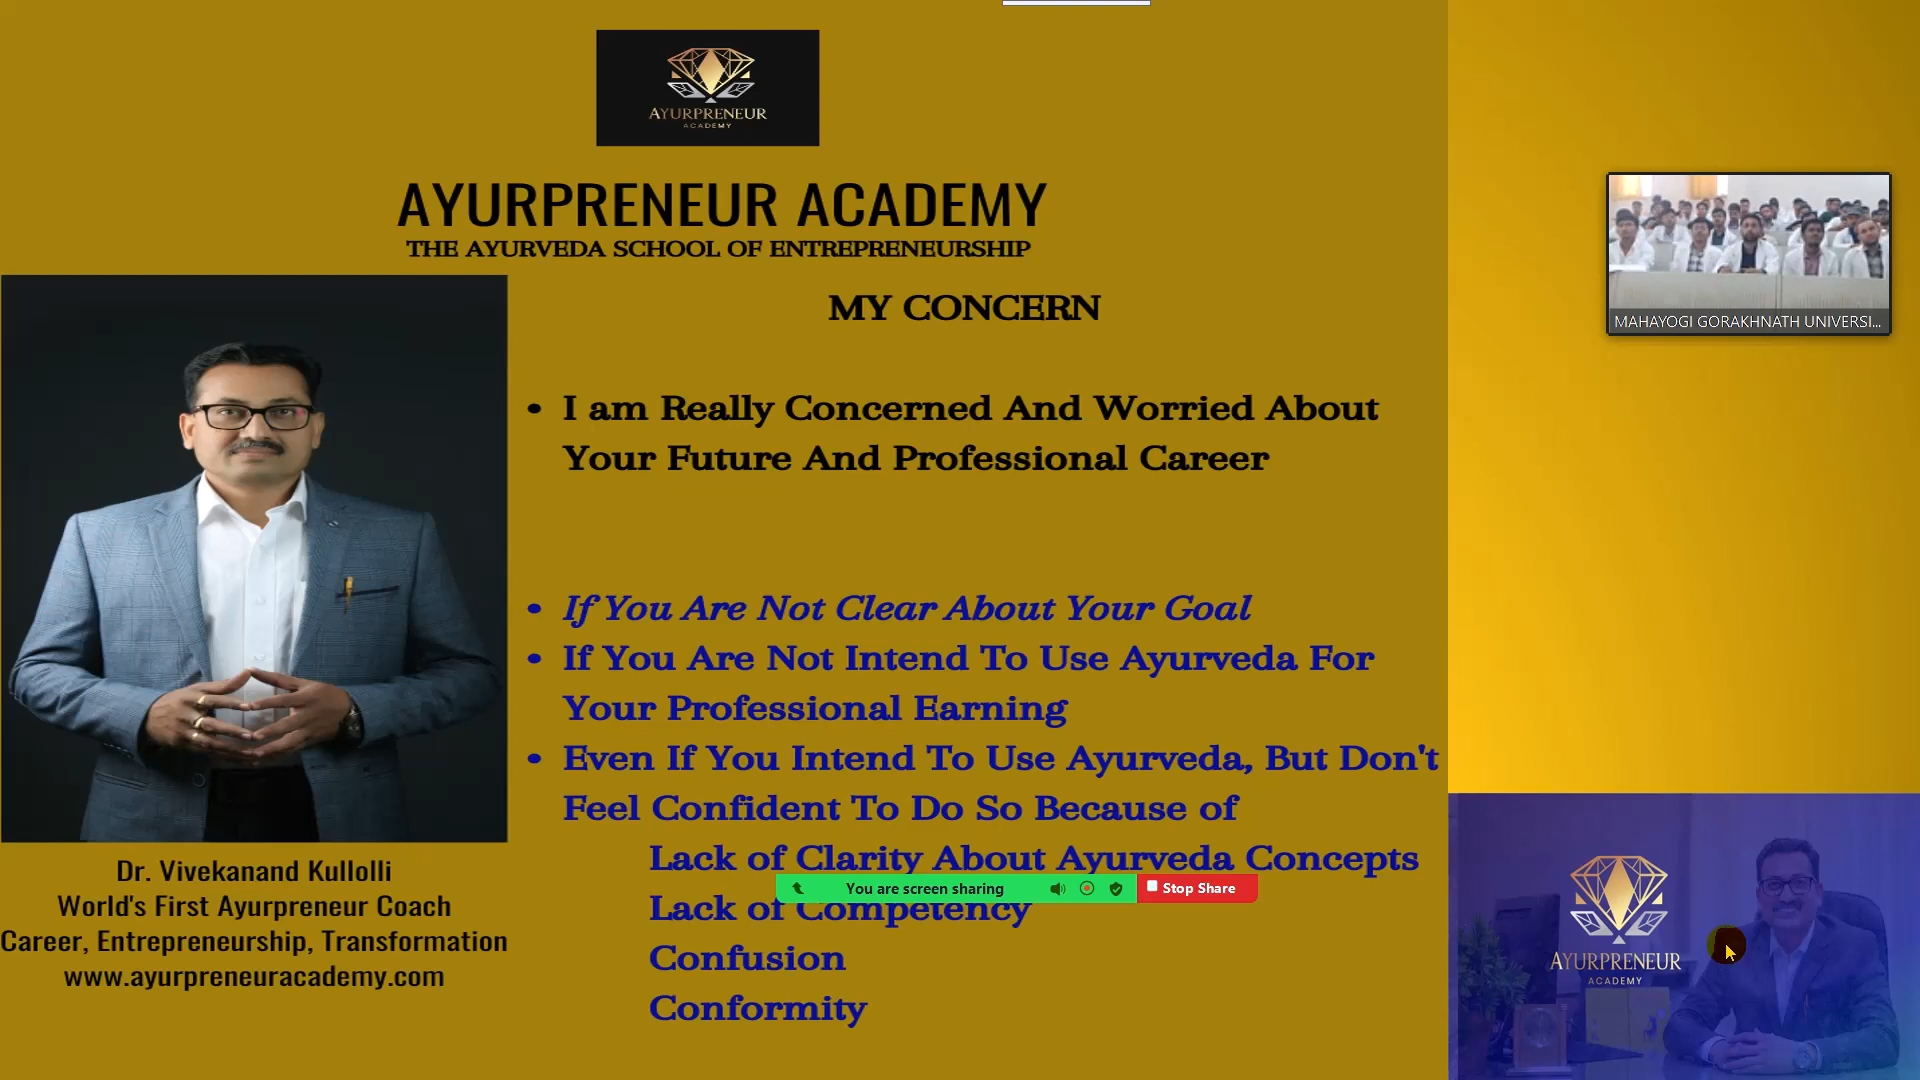 AYURPRENEUR
ACADEMY
AYURPRENEUR ACADEMY
THE AYURVEDA SCHOOL OF ENTREPRENEURSHIP
MY CONCERN
• I am Really Concerned And Worried About
Your Future And Professional Career
• If You Are Not Clear About Your Goal
• If You Are Not Intend To Use Ayurveda For
Your Professional Earning
• Even If You Intend To Use Ayurveda, But Don't
Feel Confident To Do So Because of
Lack of Clarity About Ayurveda Concepts
Lack of Competency
Confusion
Conformity
You are screen sharing
Stop Share
Dr. Vivekanand Kullolli
World's First Ayurpreneur Coach
Career, Entrepreneurship, Transformation
www.ayurpreneuracademy.com
MAHAYOGI GORAKHNATH UNIVERSI...
AYURPRENEUR
ACADEMY